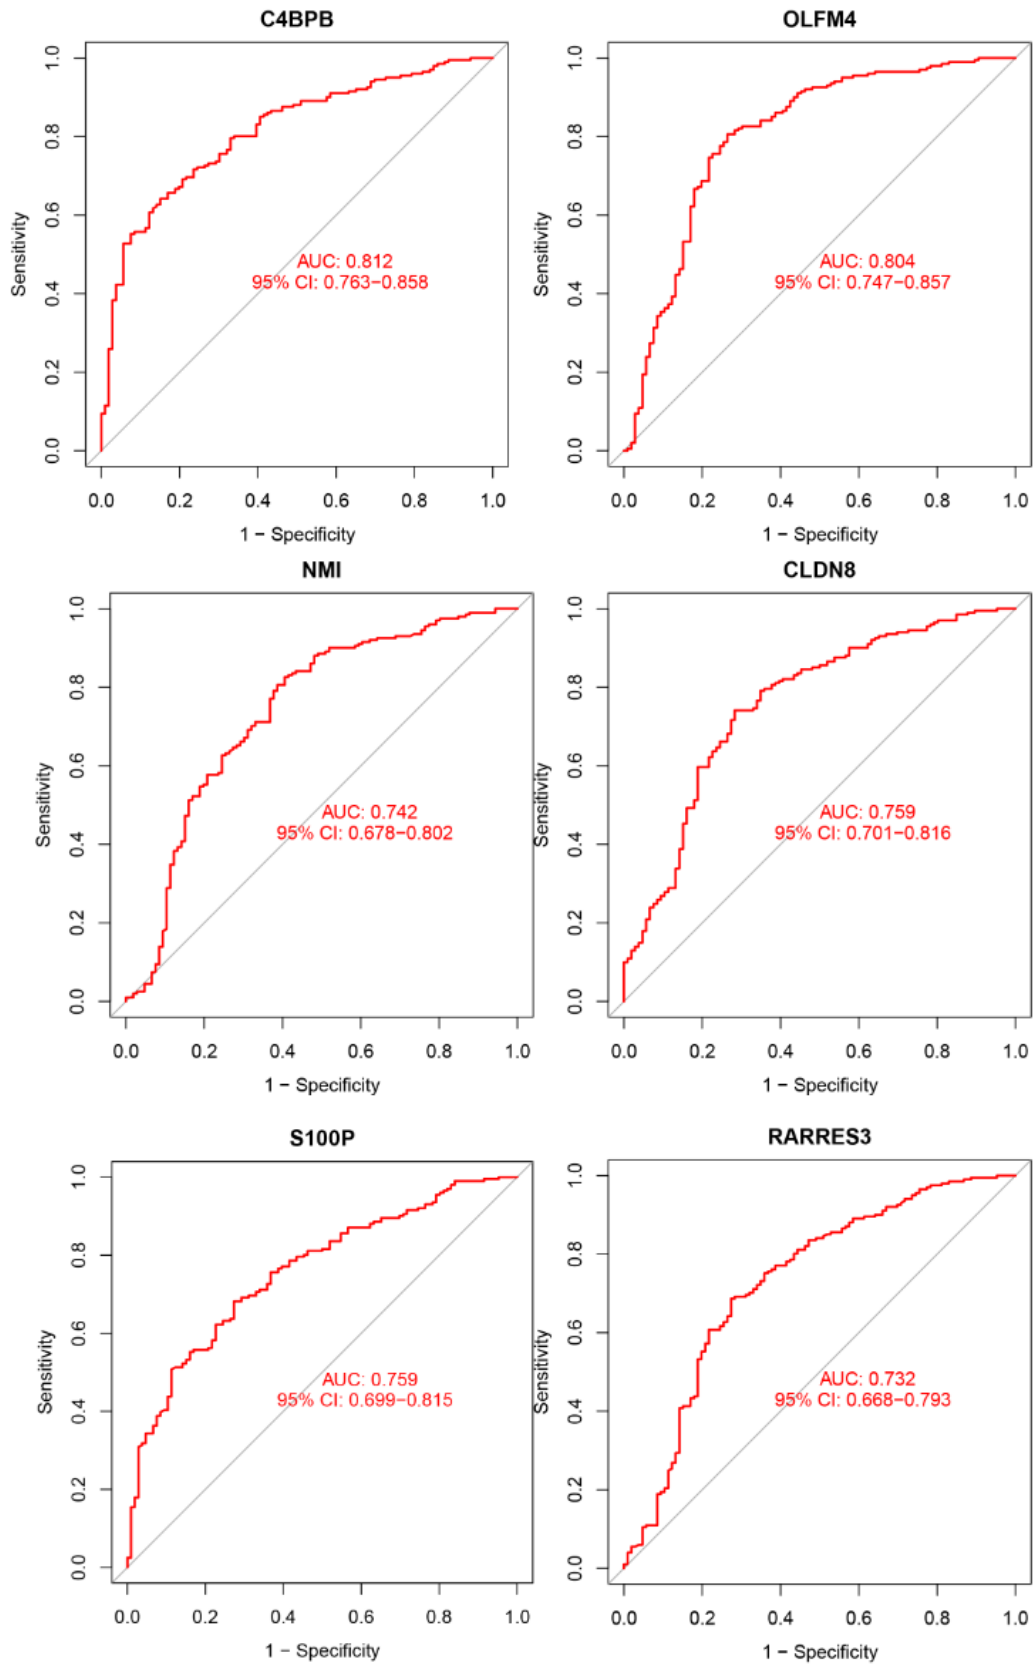 C4BPB
1.0
0.8
0.6
0.4
0.2
0.0
Sensitivity
AUC: 0.812
95% CI: 0.763–0.858
0.0 0.2 0.4 0.6 0.8 1.0
1 − Specificity
OLFM4
1.0
0.8
0.6
0.4
0.2
0.0
Sensitivity
AUC: 0.804
95% CI: 0.747–0.857
0.0 0.2 0.4 0.6 0.8 1.0
1 − Specificity
NMI
1.0
0.8
0.6
0.4
0.2
0.0
Sensitivity
AUC: 0.742
95% CI: 0.678–0.802
0.0 0.2 0.4 0.6 0.8 1.0
1 − Specificity
CLDN8
1.0
0.8
0.6
0.4
0.2
0.0
Sensitivity
AUC: 0.759
95% CI: 0.701–0.816
0.0 0.2 0.4 0.6 0.8 1.0
1 − Specificity
S100P
1.0
0.8
0.6
0.4
0.2
0.0
Sensitivity
AUC: 0.759
95% CI: 0.699–0.815
0.0 0.2 0.4 0.6 0.8 1.0
1 − Specificity
RARRES3
1.0
0.8
0.6
0.4
0.2
0.0
Sensitivity
AUC: 0.732
95% CI: 0.668–0.793
0.0 0.2 0.4 0.6 0.8 1.0
1 − Specificity